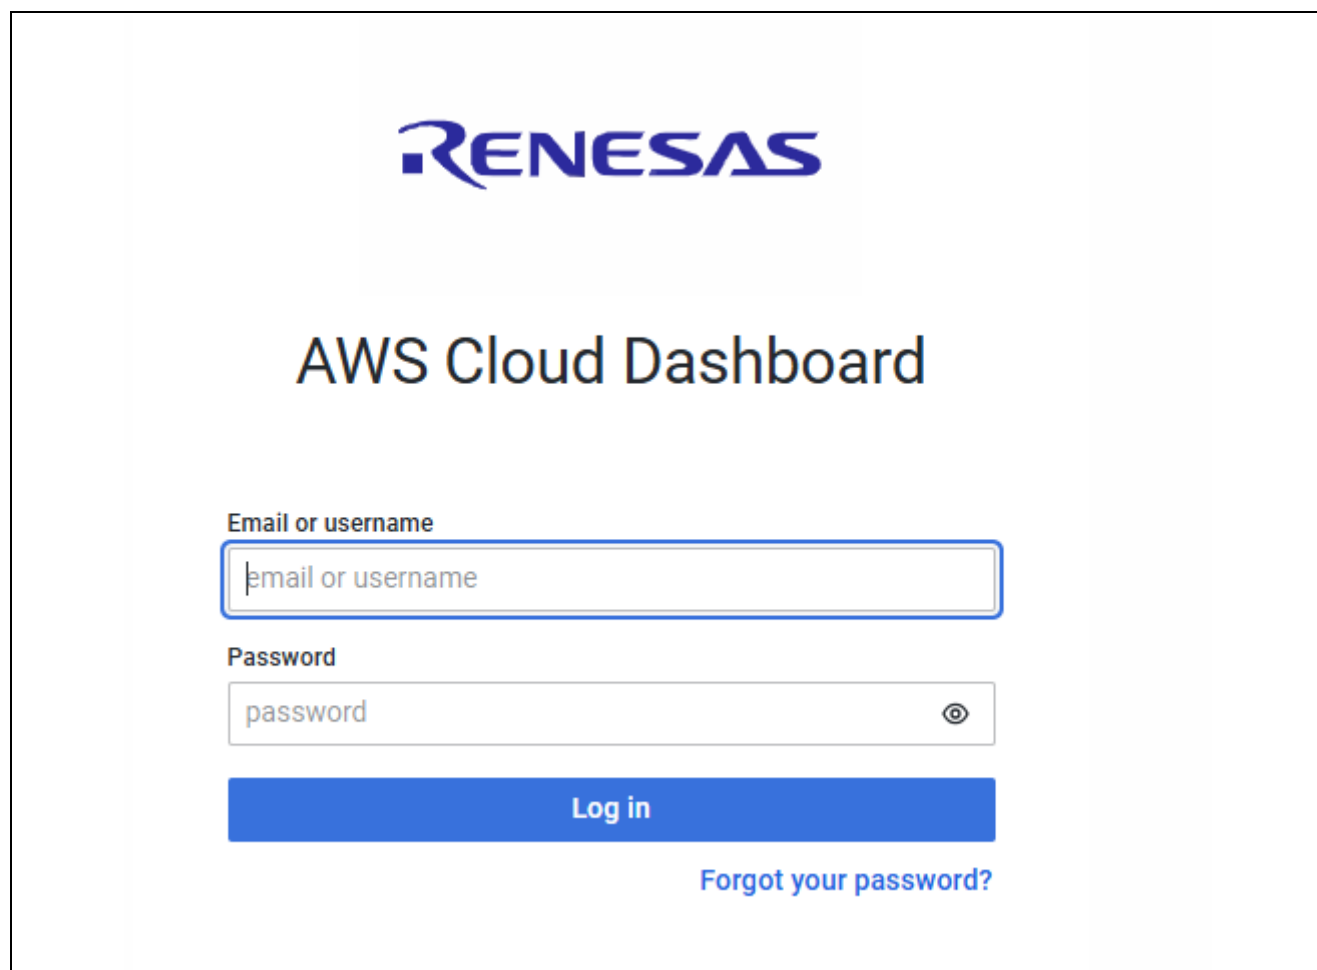 RENESAS
AWS Cloud Dashboard
Email or username
email or username
Password
password
Log in
Forgot your password?